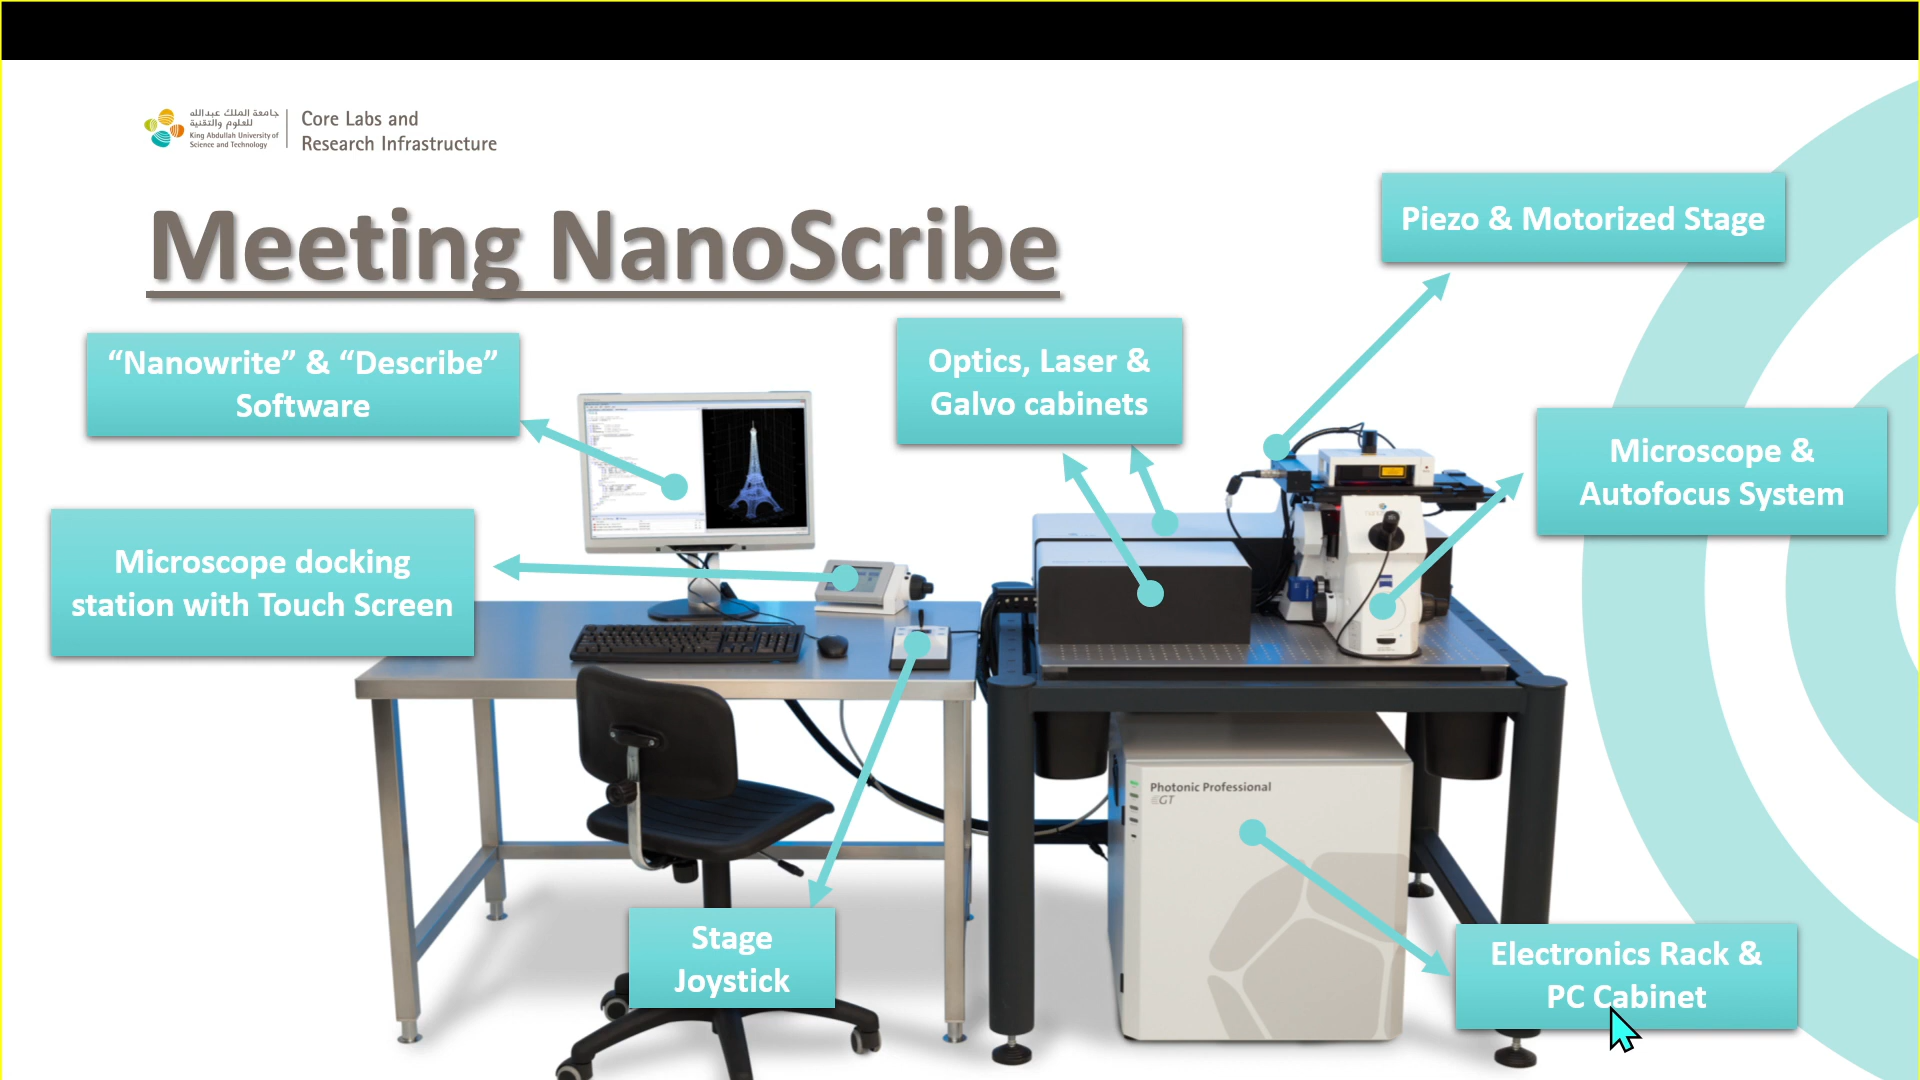 جامعة الملك عبدالله
للعلوم والتقنية
King Abdullah University of
Science and Technology
Core Labs and
Research Infrastructure
Meeting NanoScribe
Piezo & Motorized Stage
“Nanowrite” & “Describe”
Software
Optics, Laser &
Galvo cabinets
Microscope &
Autofocus System
Microscope docking
station with Touch Screen
Photonic Professional
GT
Stage
Joystick
Electronics Rack &
PC Cabinet